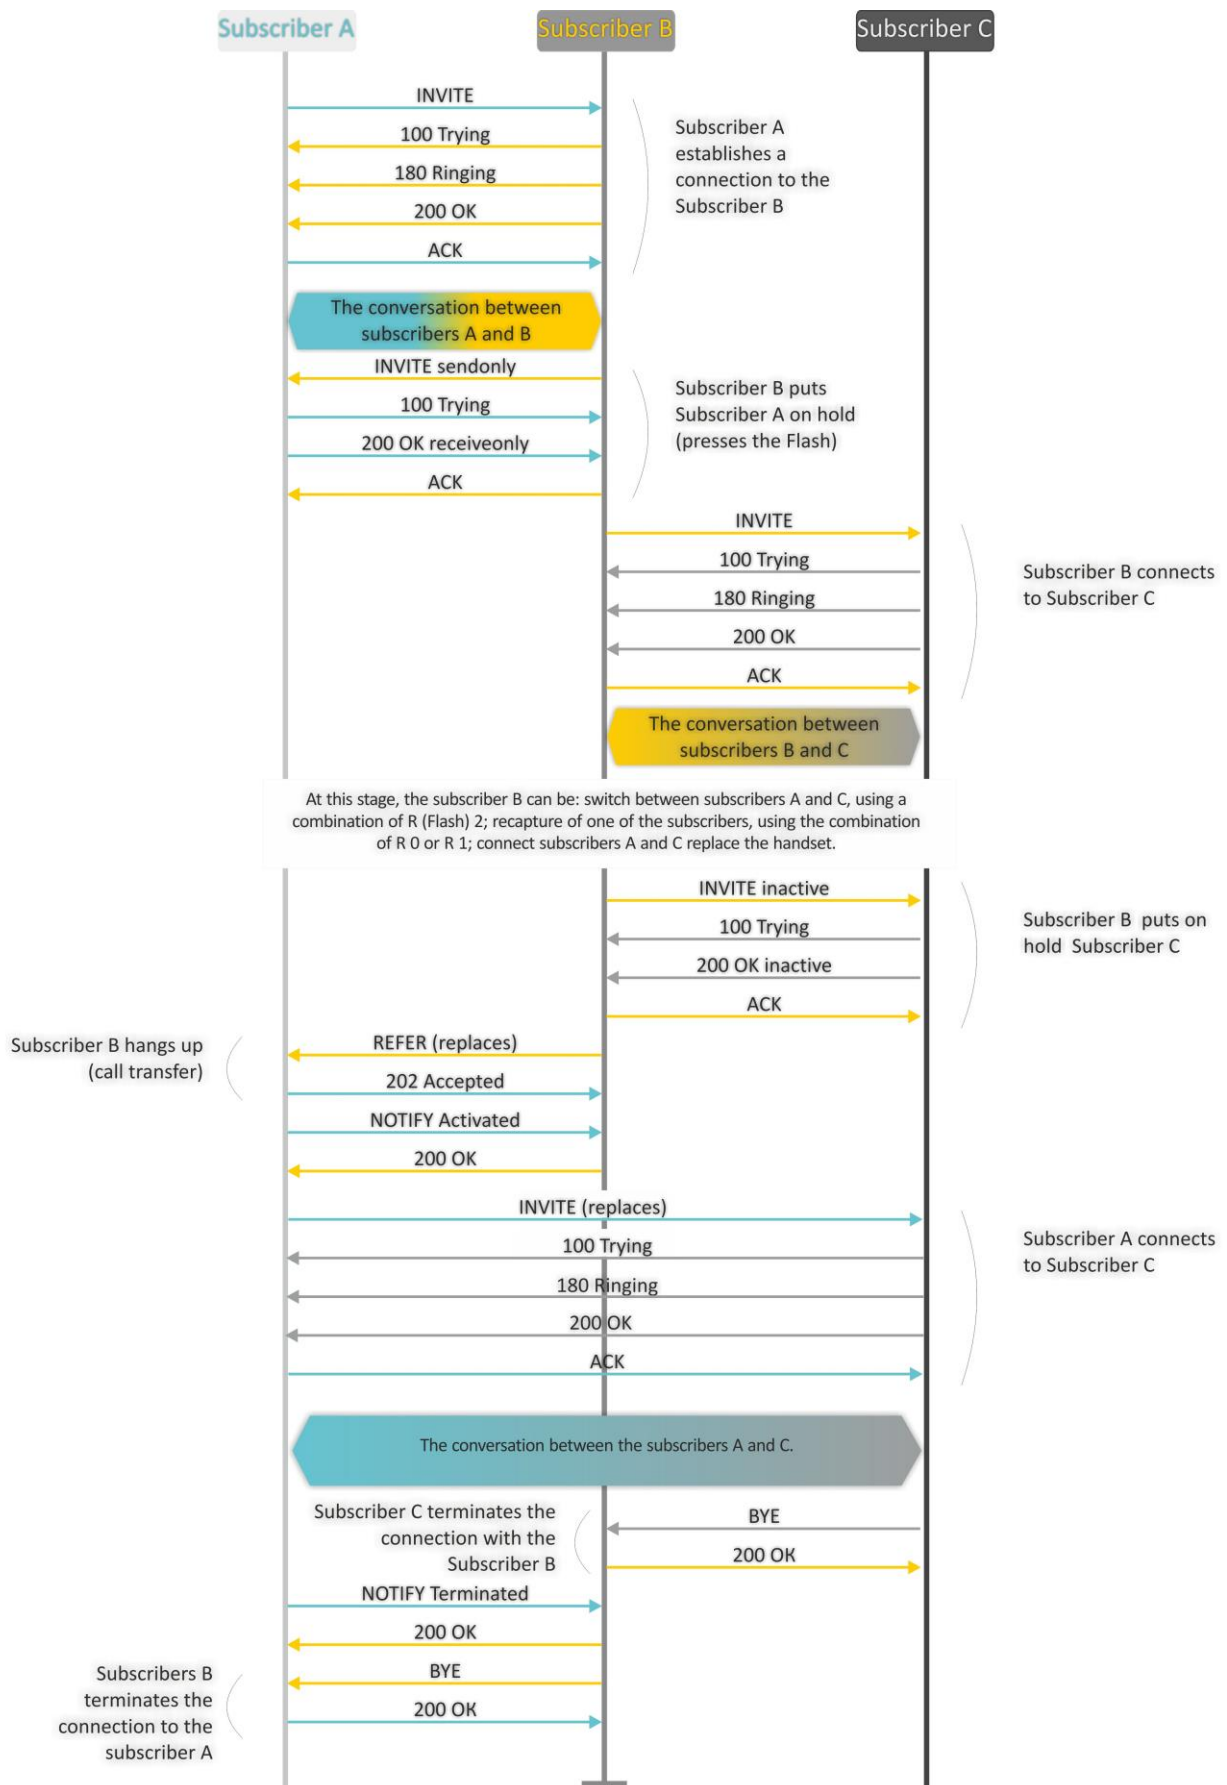 Subscriber A
Subscriber B
Subscriber C
INVITE
100 Trying
180 Ringing
200 OK
ACK
Subscriber A
establishes a
connection to the
Subscriber B
The conversation between
subscribers A and B
INVITE sendonly
100 Trying
200 OK receiveonly
ACK
Subscriber B puts
Subscriber A on hold
(presses the Flash)
INVITE
100 Trying
180 Ringing
200 OK
ACK
Subscriber B connects
to Subscriber C
The conversation between
subscribers B and C
At this stage, the subscriber B can be: switch between subscribers A and C, using a
combination of R (Flash) 2; recapture of one of the subscribers, using the combination
of R 0 or R 1; connect subscribers A and C replace the handset.
INVITE inactive
100 Trying
200 OK inactive
ACK
Subscriber B puts on
hold Subscriber C
Subscriber B hangs up
(call transfer)
REFER (replaces)
202 Accepted
NOTIFY Activated
200 OK
INVITE (replaces)
100 Trying
180 Ringing
200 OK
ACK
Subscriber A connects
to Subscriber C
The conversation between the subscribers A and C.
Subscriber C terminates the
connection with the
Subscriber B
BYE
200 OK
NOTIFY Terminated
200 OK
BYE
200 OK
Subscribers B
terminates the
connection to the
subscriber A